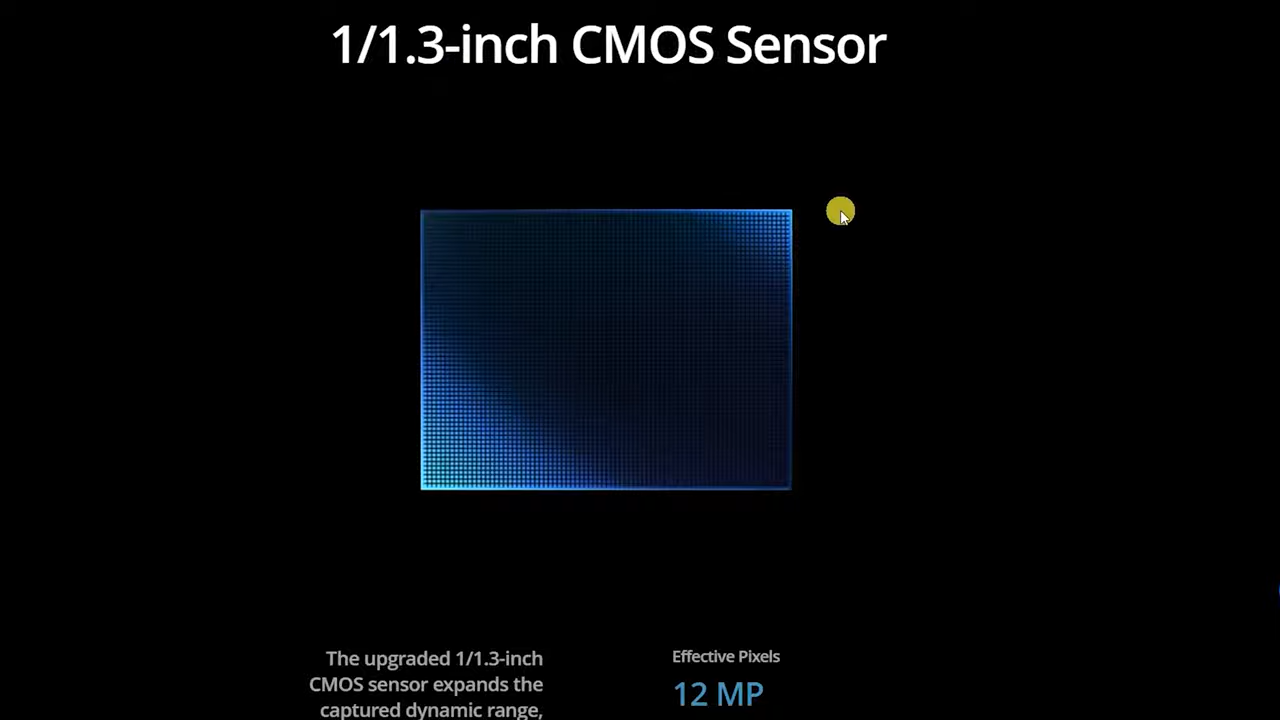 1/1.3-inch CMOS Sensor
The upgraded 1/1.3-inch
CMOS sensor expands the
captured dynamic range,
Effective Pixels
12 MP